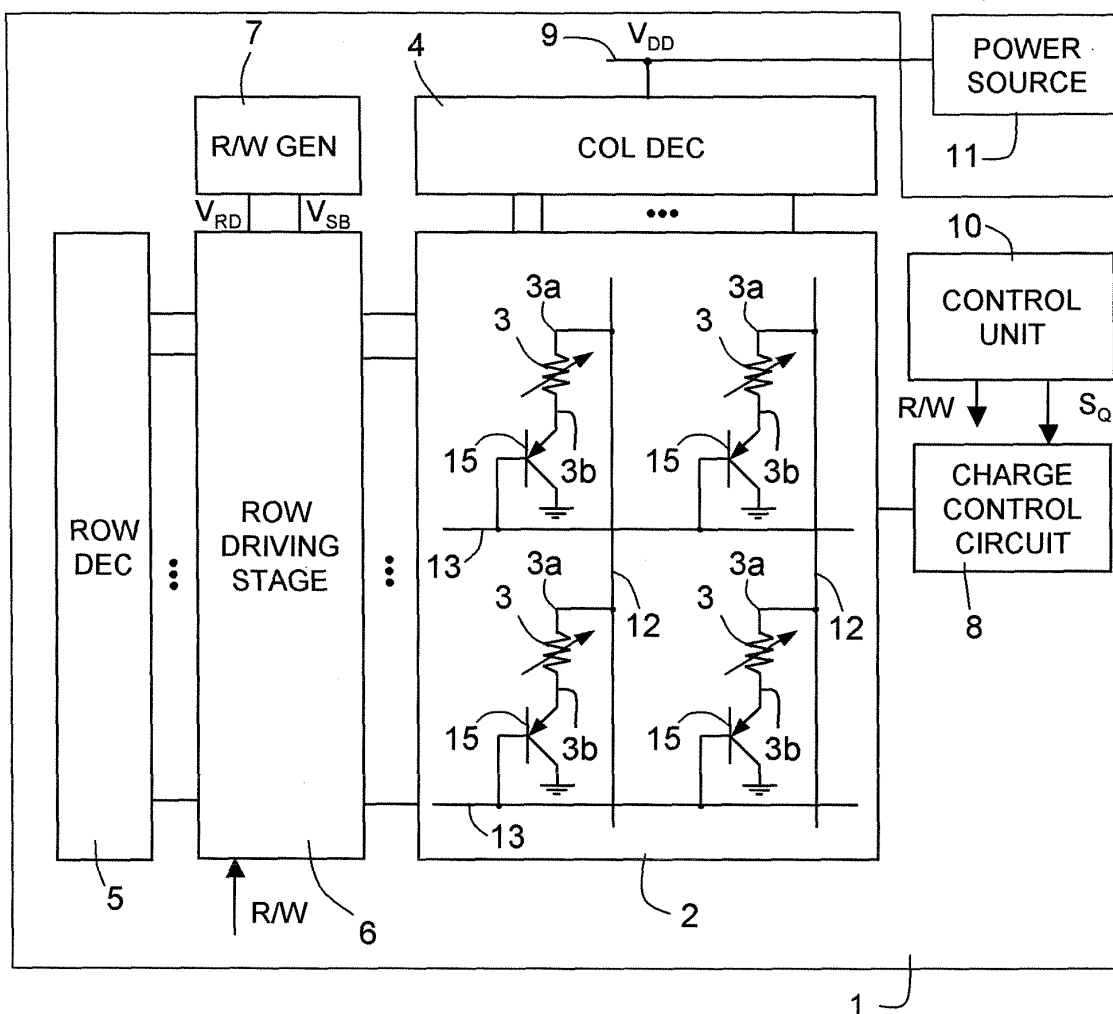 7
4
9
V_DD
POWER
SOURCE
11
R/W GEN
COL DEC
V_RD
V_SB
•••
10
CONTROL
UNIT
R/W
S_Q
CHARGE
CONTROL
CIRCUIT
8
ROW
DEC
•••
ROW
DRIVING
STAGE
•••
3a
3
15
3b
3a
3
15
3b
13
3a
3
12
15
3b
3a
3
12
15
3b
13
5
R/W
6
2
1